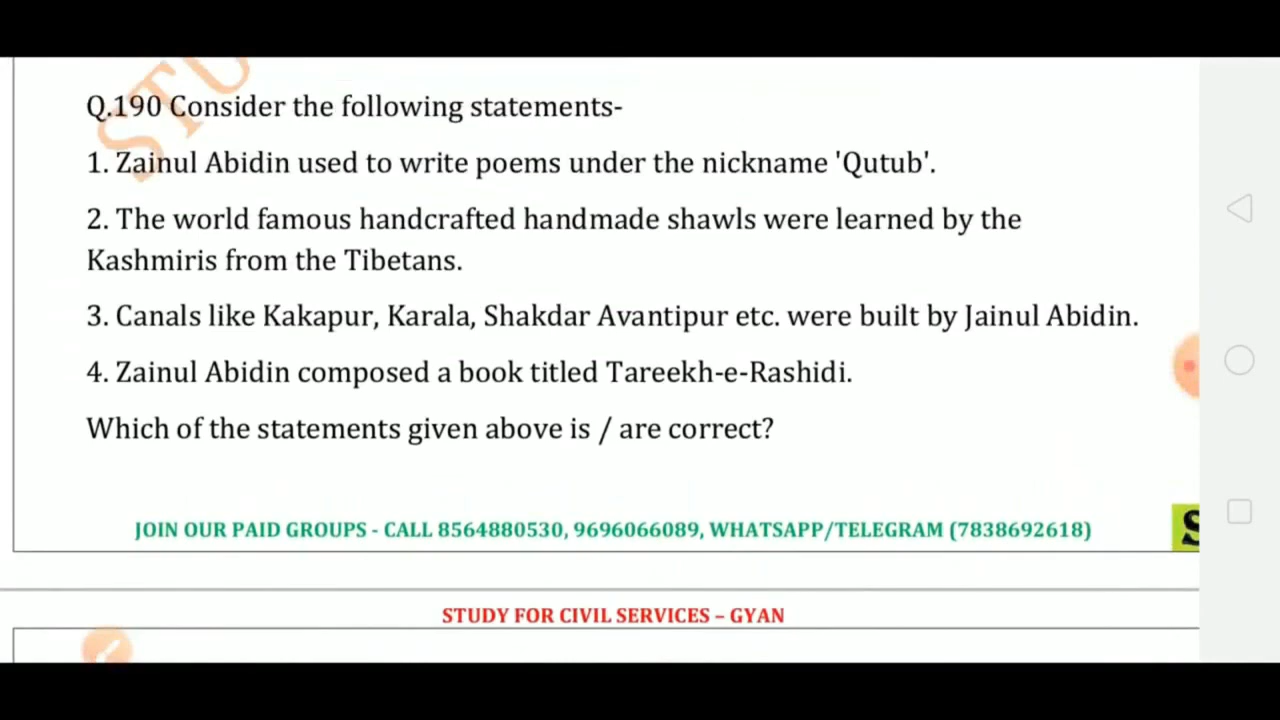 STU
Q.190 Consider the following statements-
1. Zainul Abidin used to write poems under the nickname 'Qutub'.
2. The world famous handcrafted handmade shawls were learned by the
Kashmiris from the Tibetans.
3. Canals like Kakapur, Karala, Shakdar Avantipur etc. were built by Jainul Abidin.
4. Zainul Abidin composed a book titled Tareekh-e-Rashidi.
Which of the statements given above is / are correct?
JOIN OUR PAID GROUPS - CALL 8564880530, 9696066089, WHATSAPP/TELEGRAM (7838692618)
S
STUDY FOR CIVIL SERVICES – GYAN